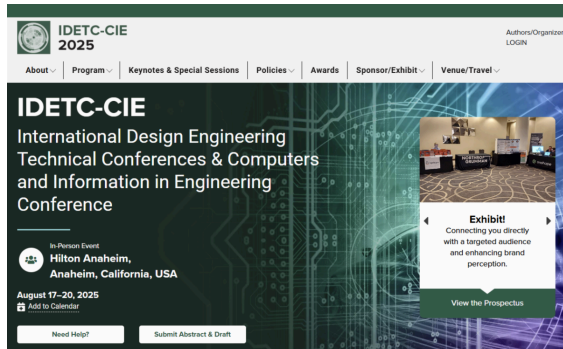 IDETC-CIE
2025
Authors/Organizer
LOGIN
About
Program
Keynotes & Special Sessions
Policies
Awards
Sponsor/Exhibit
Venue/Travel
IDETC-CIE
International Design Engineering
Technical Conferences & Computers
and Information in Engineering
Conference
In-Person Event
Hilton Anaheim,
Anaheim, California, USA
August 17–20, 2025
Add to Calendar
Need Help?
Submit Abstract & Draft
NORTHROP
GRUMMAN
Exhibit!
Connecting you directly
with a targeted audience
and enhancing brand
perception.
View the Prospectus